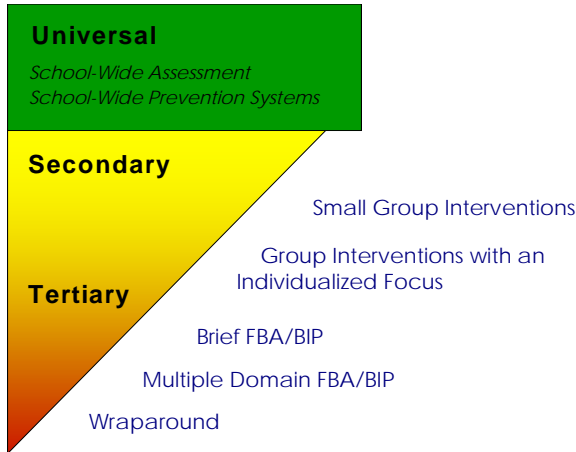 Universal
School-Wide Assessment
School-Wide Prevention Systems
Secondary
Small Group Interventions
Group Interventions with an
Individualized Focus
Tertiary
Brief FBA/BIP
Multiple Domain FBA/BIP
Wraparound